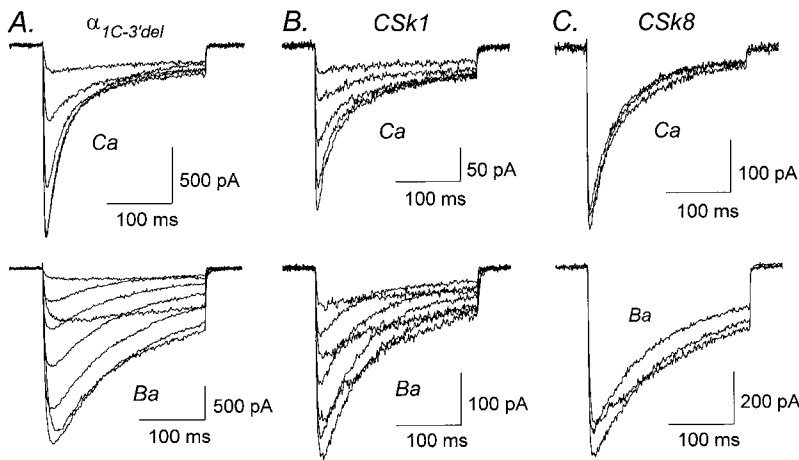 A. α1C-3'del
B. CSk1
C. CSk8
Ca
500 pA
100 ms
Ca
50 pA
100 ms
Ca
100 pA
100 ms
Ba
500 pA
100 ms
Ba
100 pA
100 ms
Ba
200 pA
100 ms